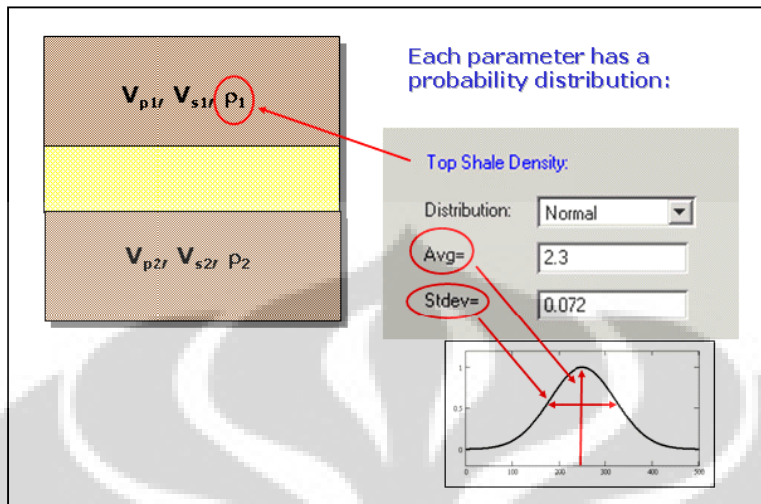 Each parameter has a
probability distribution:
Vp1, Vs1, ρ1
Vp2, Vs2, ρ2
Top Shale Density:
Distribution: Normal
Avg= 2.3
Stdev= 0.072
1
0.5
0
0 100 200 300 400 500